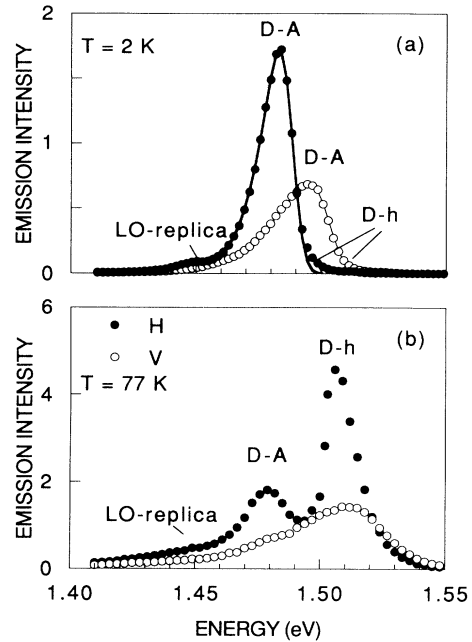 2
D-A
T = 2 K
(a)
EMISSION INTENSITY
1
D-A
D-h
LO-replica
0
6
H
D-h
(b)
V
T = 77 K
EMISSION INTENSITY
4
D-A
2
LO-replica
0
1.40 1.45 1.50 1.55
ENERGY (eV)